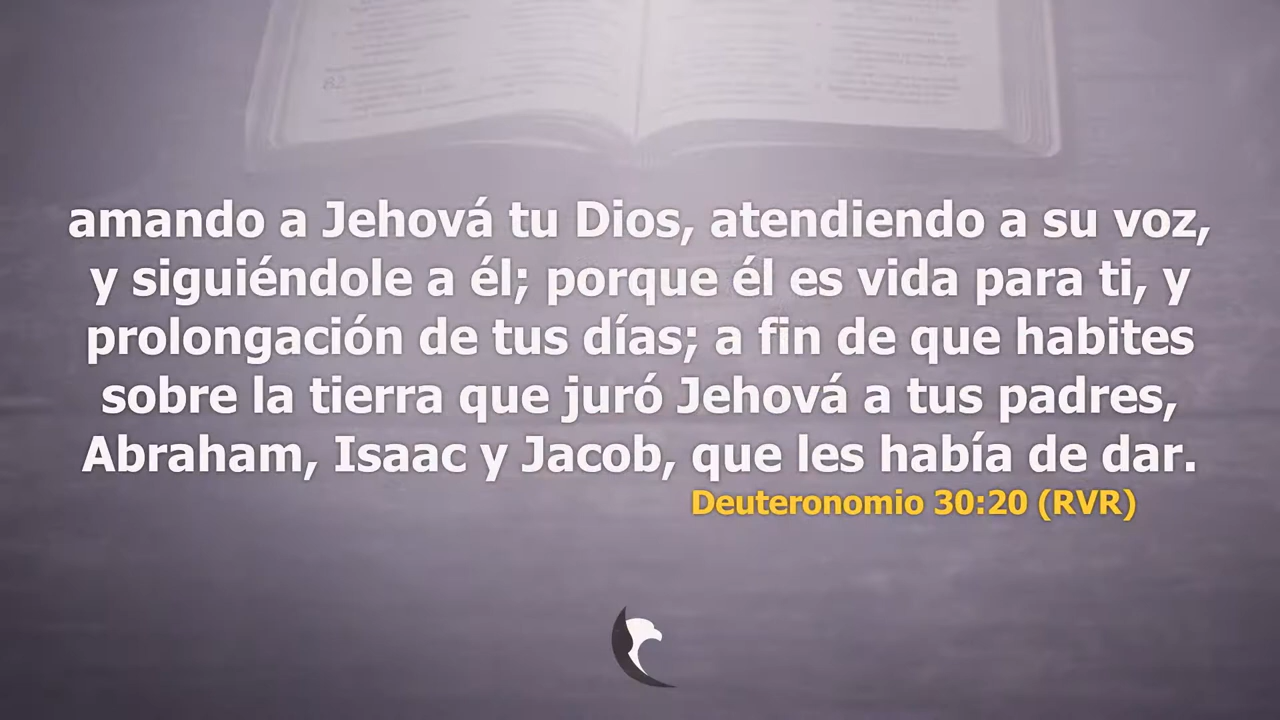 amando a Jehová tu Dios, atendiendo a su voz,
y siguiéndole a él; porque él es vida para ti, y
prolongación de tus días; a fin de que habites
sobre la tierra que juró Jehová a tus padres,
Abraham, Isaac y Jacob, que les había de dar.
Deuteronomio 30:20 (RVR)